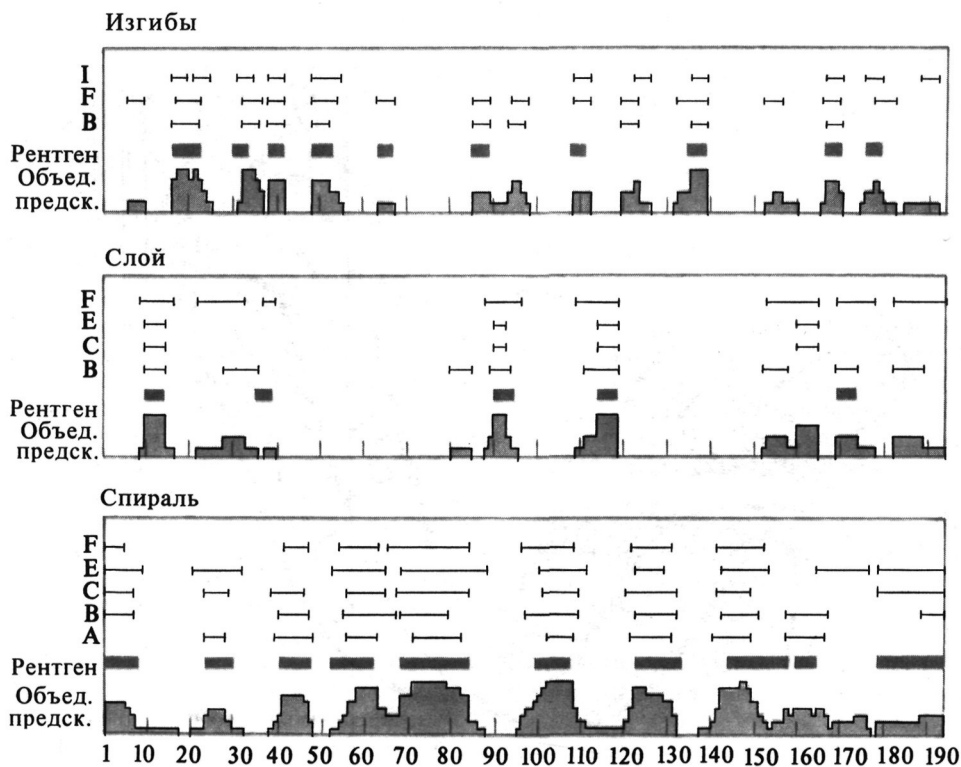 Изгибы
I
F
B
Рентген
Объед.
предск.
Слой
F
E
C
B
Рентген
Объед.
предск.
Спираль
F
E
C
B
A
Рентген
Объед.
предск.
1 10 20 30 40 50 60 70 80 90 100 110 120 130 140 150 160 170 180 190